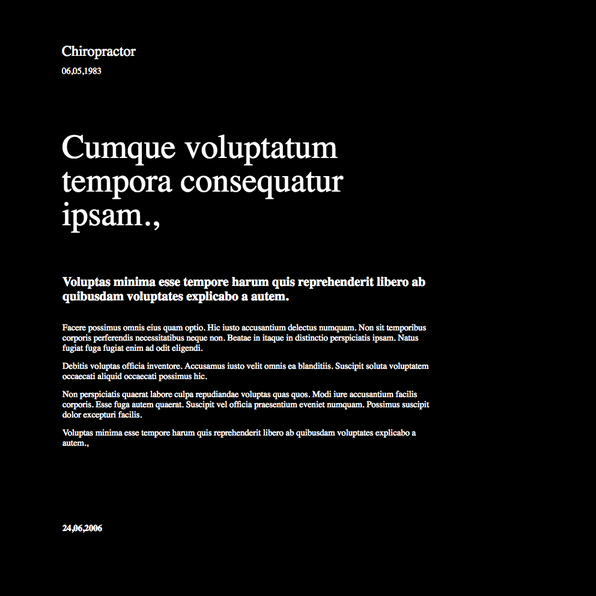 Chiropractor
06,05,1983
Cumque voluptatum
tempora consequatur
ipsam.,
Voluptas minima esse tempore harum quis reprehenderit libero ab
quibusdam voluptates explicabo a autem.
Facere possimus omnis eius quam optio. Hic iusto accusantium delectus numquam. Non sit temporibus
corporis perferendis necessitatibus neque non. Beatae in itaque in distinctio perspiciatis ipsam. Natus
fugiat fuga fugiat enim ad odit eligendi.
Debitis voluptas officia inventore. Accusamus iusto velit omnis ea blanditiis. Suscipit soluta voluptatem
occaecati aliquid occaecati possimus hic.
Non perspiciatis quaerat labore culpa repudiandae voluptas quas quos. Modi iure accusantium facilis
corporis. Esse fuga autem quaerat. Suscipit vel officia praesentium eveniet numquam. Possimus suscipit
dolor excepturi facilis.
Voluptas minima esse tempore harum quis reprehenderit libero ab quibusdam voluptates explicabo a
autem.,
24,06,2006